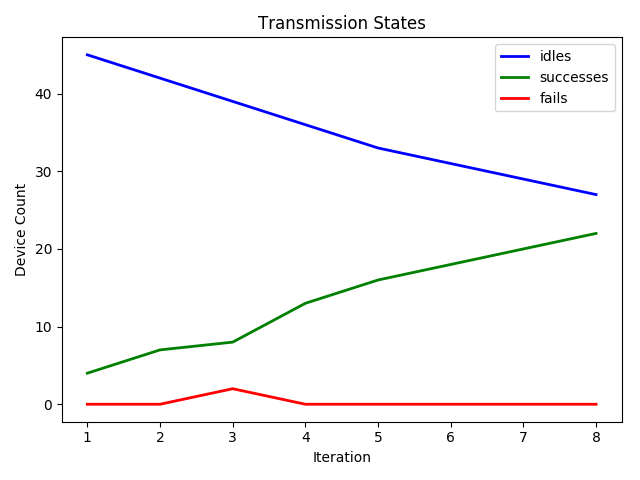 Transmission States
idles
successes
fails
Device Count
40
30
20
10
0
1 2 3 4 5 6 7 8
Iteration